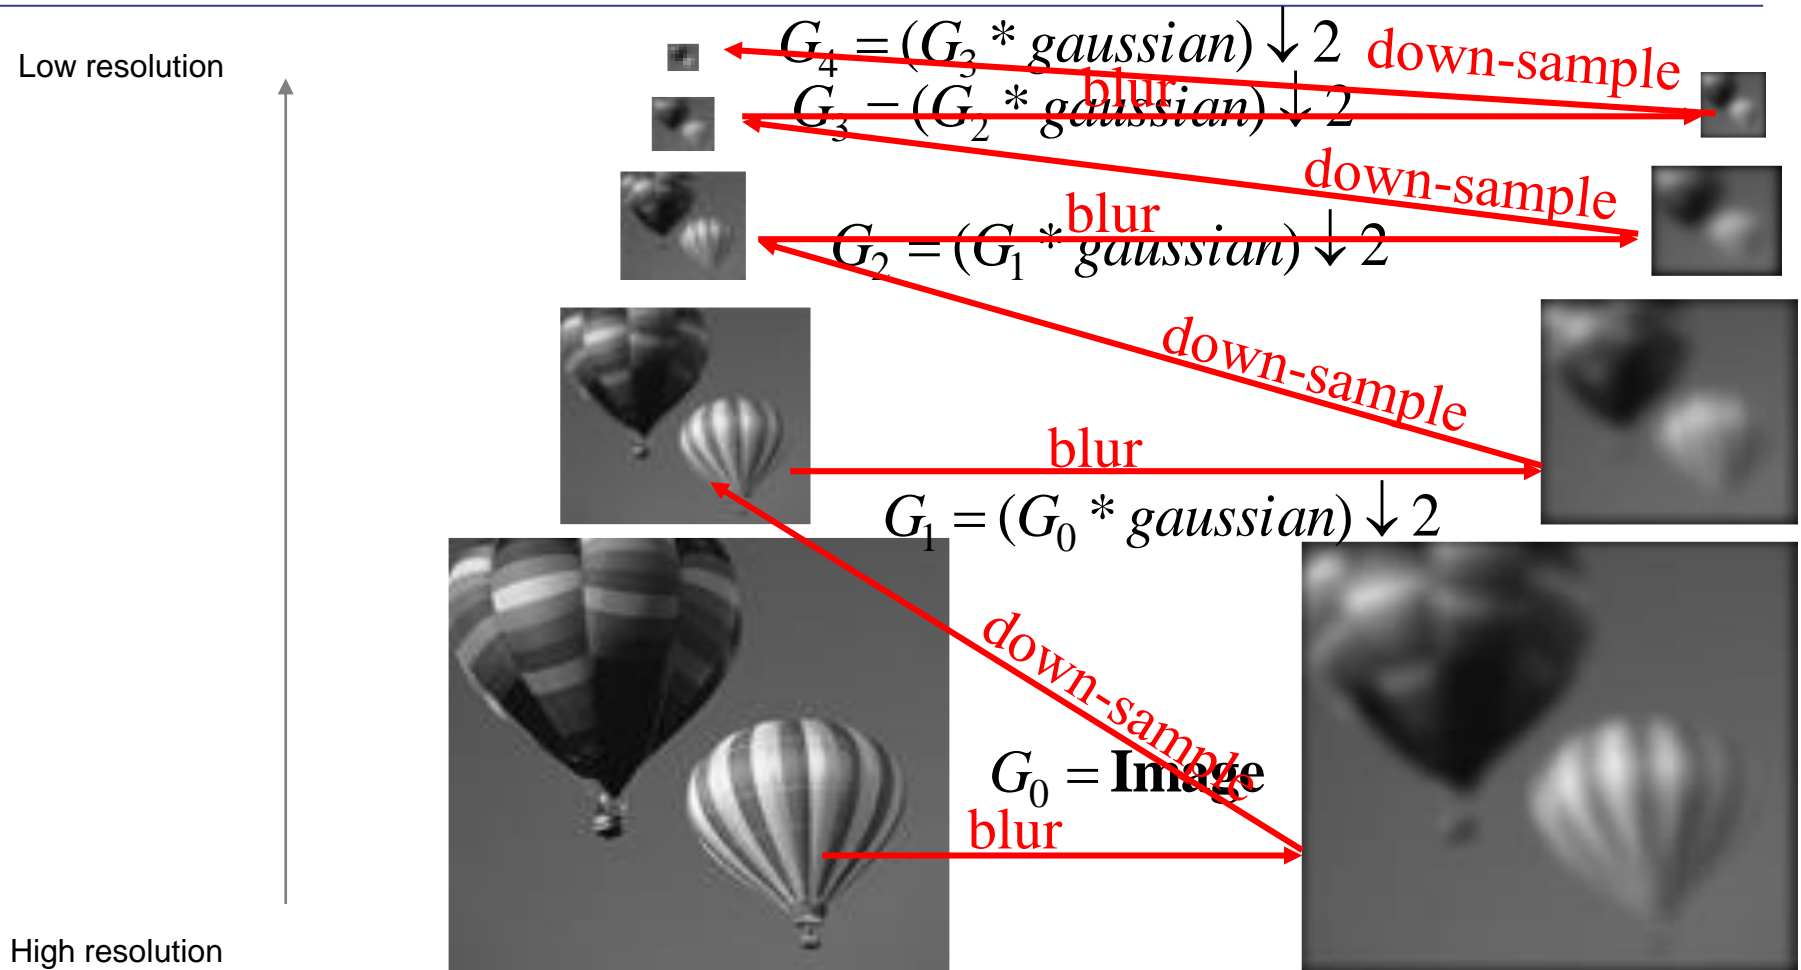 Low resolution
G₄ = (G₃ * gaussian) ↓ 2
down-sample
blur
G₃ = (G₂ * gaussian) ↓ 2
down-sample
blur
G₂ = (G₁ * gaussian) ↓ 2
down-sample
blur
G₁ = (G₀ * gaussian) ↓ 2
down-sample
G₀ = Image
blur
High resolution